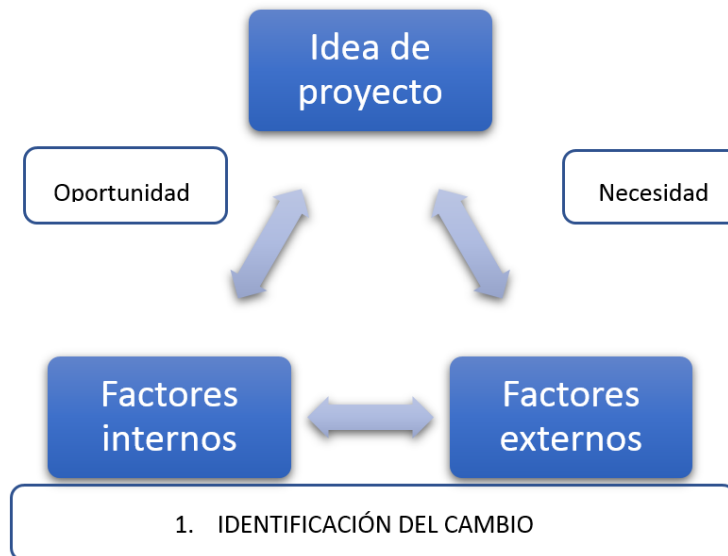 Idea de
proyecto
Oportunidad
Necesidad
Factores
internos
Factores
externos
1. IDENTIFICACIÓN DEL CAMBIO